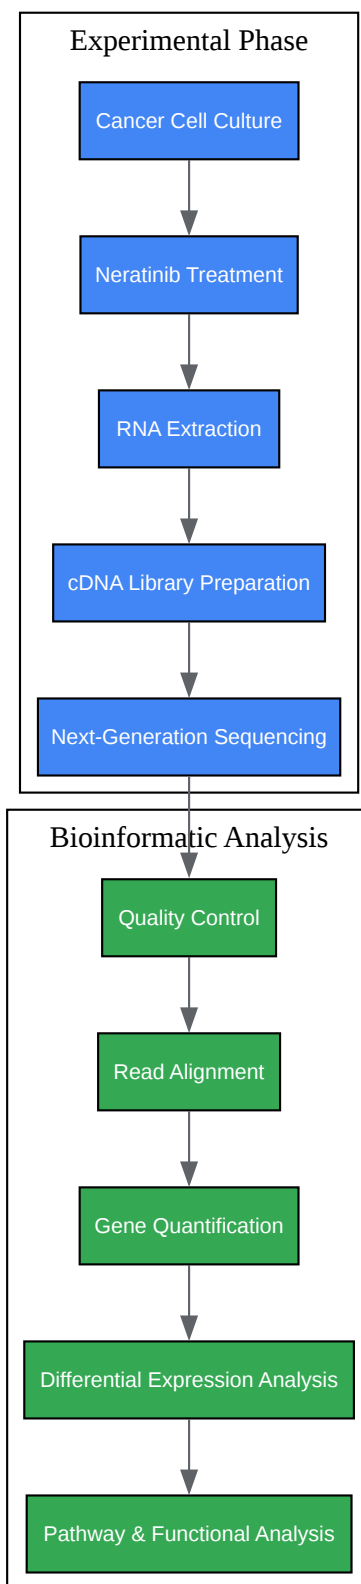 Experimental Phase
Cancer Cell Culture
Neratinib Treatment
RNA Extraction
cDNA Library Preparation
Next-Generation Sequencing
Bioinformatic Analysis
Quality Control
Read Alignment
Gene Quantification
Differential Expression Analysis
Pathway & Functional Analysis